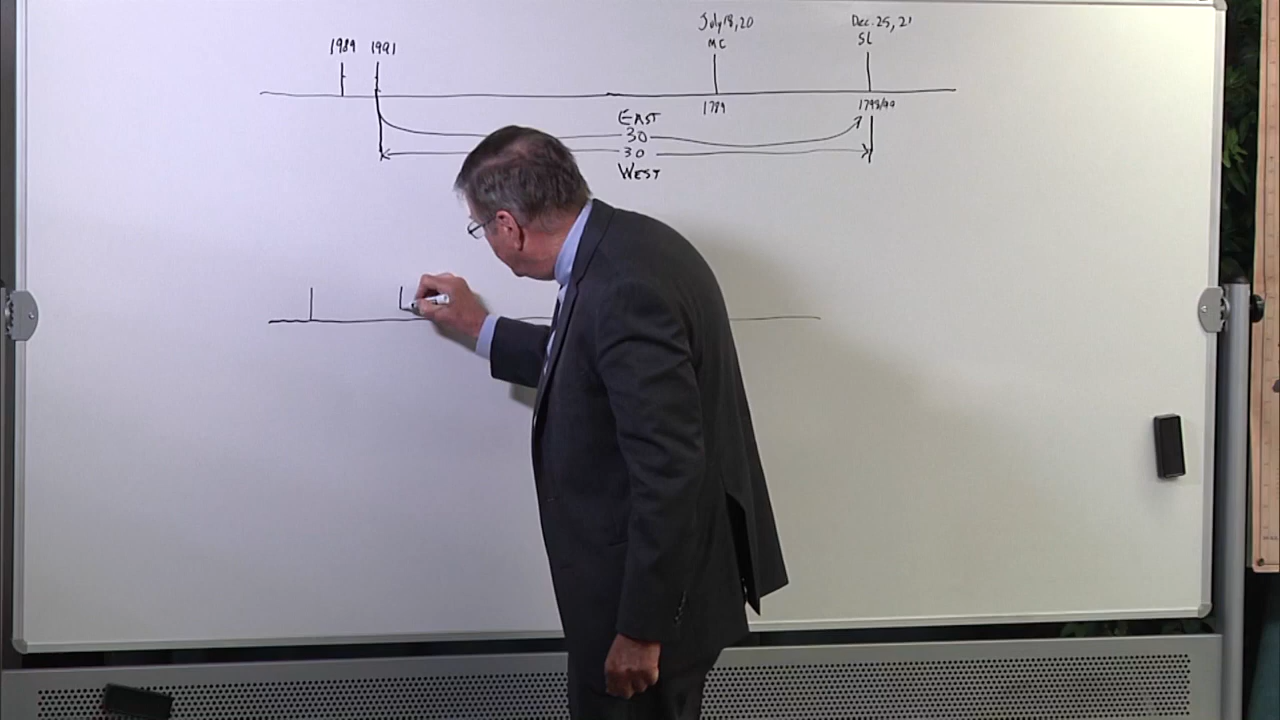 July 18, 20
Dec. 25, 21
MC
SL
1989
1991
1789
1798/99
EAST
30
30
WEST